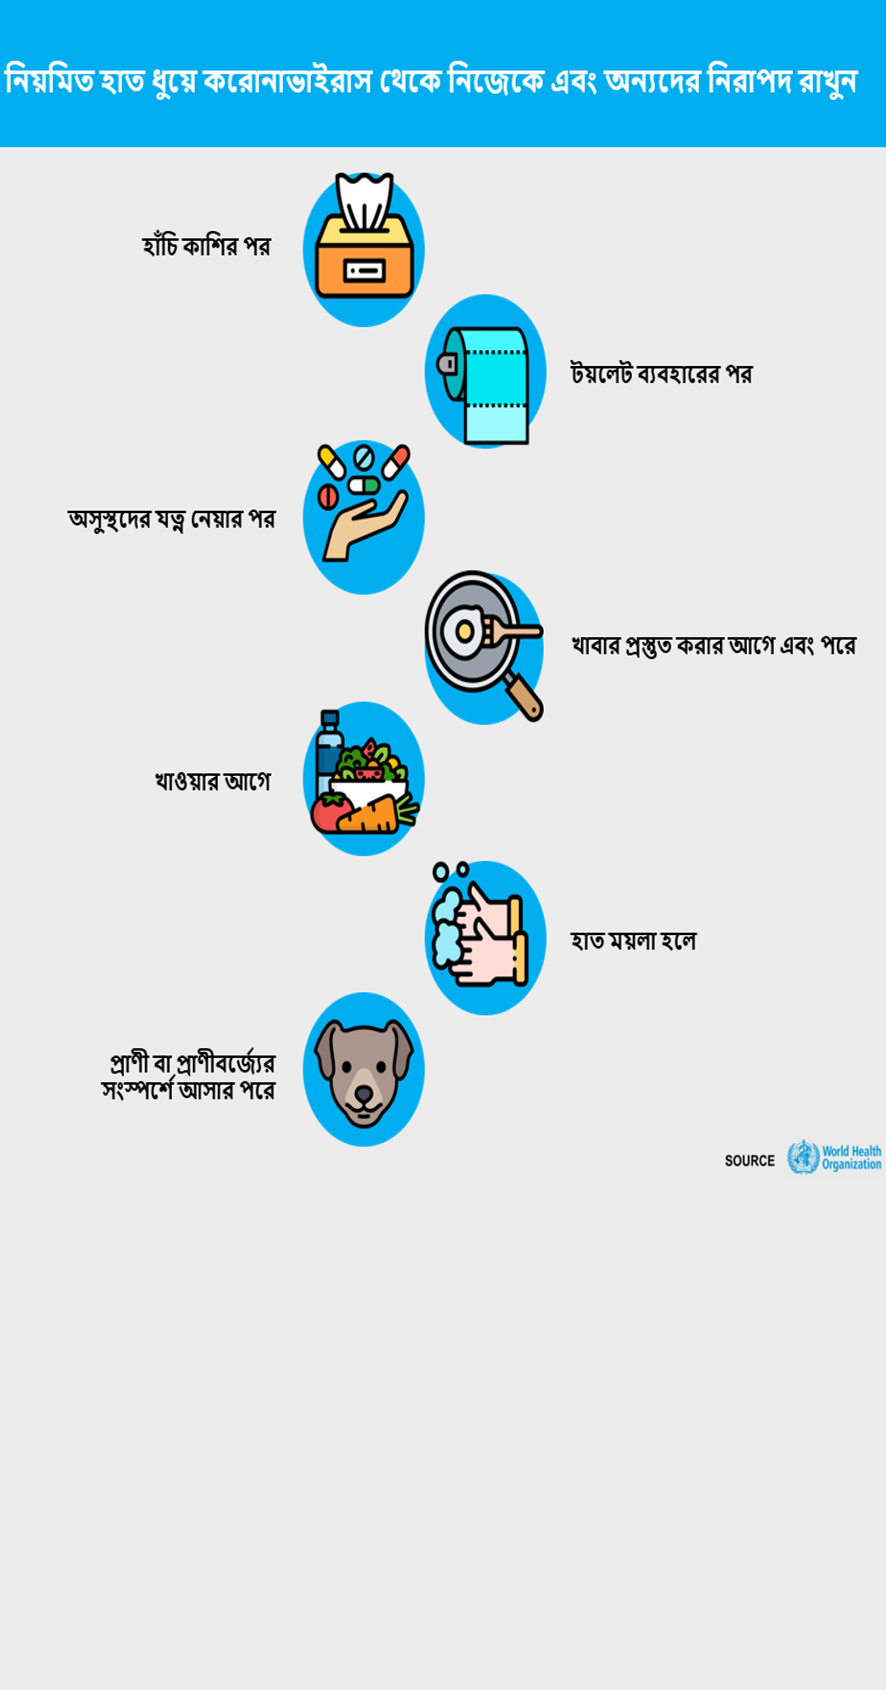 নিয়মিত হাত ধুয়ে করোনাভাইরাস থেকে নিজেকে এবং অন্যদের নিরাপদ রাখুন
হাঁচি কাশির পর
টয়লেট ব্যবহারের পর
অসুস্থদের যত্ন নেয়ার পর
খাবার প্রস্তুত করার আগে এবং পরে
খাওয়ার আগে
হাত ময়লা হলে
প্রাণী বা প্রাণীবর্জ্যের
সংস্পর্শে আসার পরে
SOURCE World Health
Organization